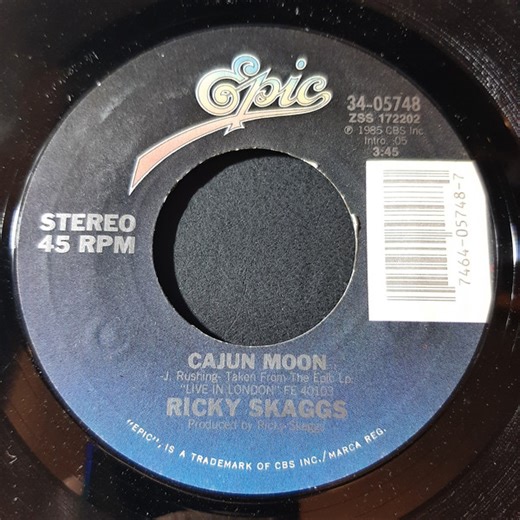 Epic
34-05748
ZSS 172202
℗ 1985 CBS Inc.
Intro. :05
3:45
STEREO
45 RPM
7464-05748-7
CAJUN MOON
-J. Rushing- Taken From The Epic Lp.
"LIVE IN LONDON" FE 40103
RICKY SKAGGS
Produced by Ricky Skaggs
"EPIC", IS A TRADEMARK OF CBS INC./MARCA REG.